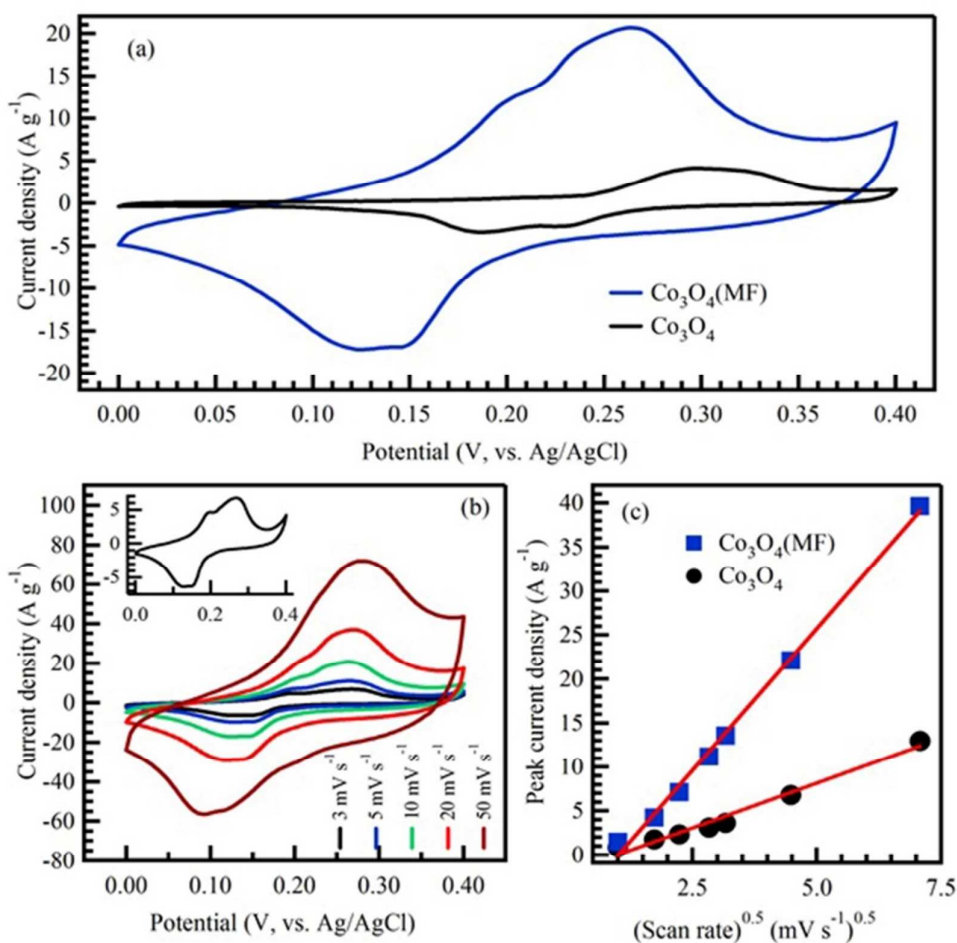 (a)
Current density (A g⁻¹)
20
15
10
5
0
-5
-10
-15
-20
Co₃O₄(MF)
Co₃O₄
0.00 0.05 0.10 0.15 0.20 0.25 0.30 0.35 0.40
Potential (V, vs. Ag/AgCl)
(b)
Current density (A g⁻¹)
100
80
60
40
20
0
-20
-40
-60
-80
5
0
-5
0.0 0.2 0.4
3 mV s⁻¹
5 mV s⁻¹
10 mV s⁻¹
20 mV s⁻¹
50 mV s⁻¹
0.00 0.10 0.20 0.30 0.40
Potential (V, vs. Ag/AgCl)
(c)
Peak current density (A g⁻¹)
40
35
30
25
20
15
10
5
0
Co₃O₄(MF)
Co₃O₄
2.5 5.0 7.5
(Scan rate)⁰·⁵ (mV s⁻¹)⁰·⁵